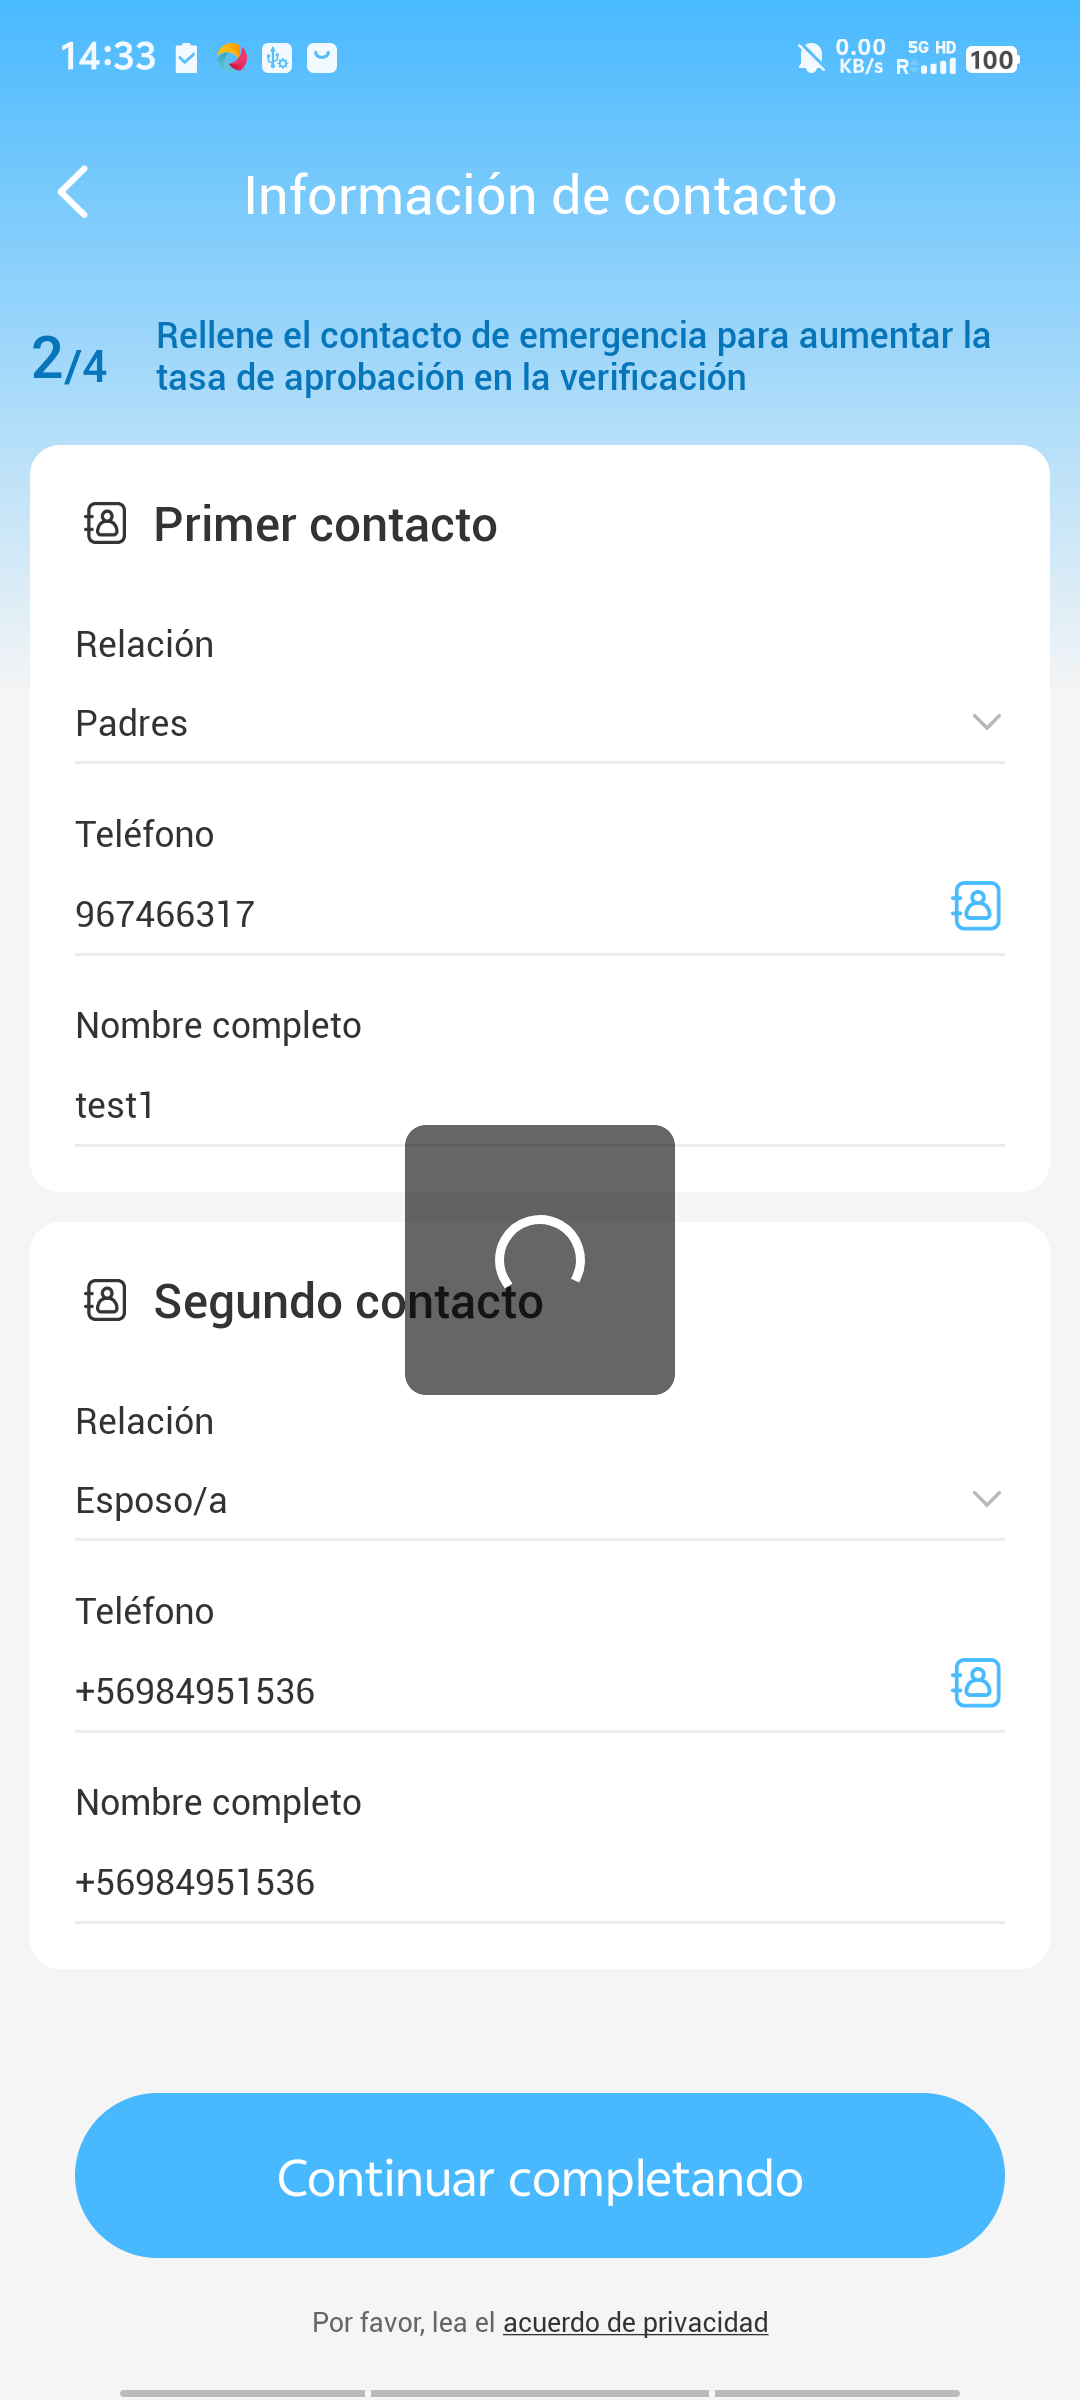 14:33
0.00 KB/s
5G HD
R
100
Información de contacto
2/4
Rellene el contacto de emergencia para aumentar la
tasa de aprobación en la verificación
Primer contacto
Relación
Padres
Teléfono
967466317
Nombre completo
test1
Segundo contacto
Relación
Esposo/a
Teléfono
+56984951536
Nombre completo
+56984951536
Continuar completando
Por favor, lea el acuerdo de privacidad